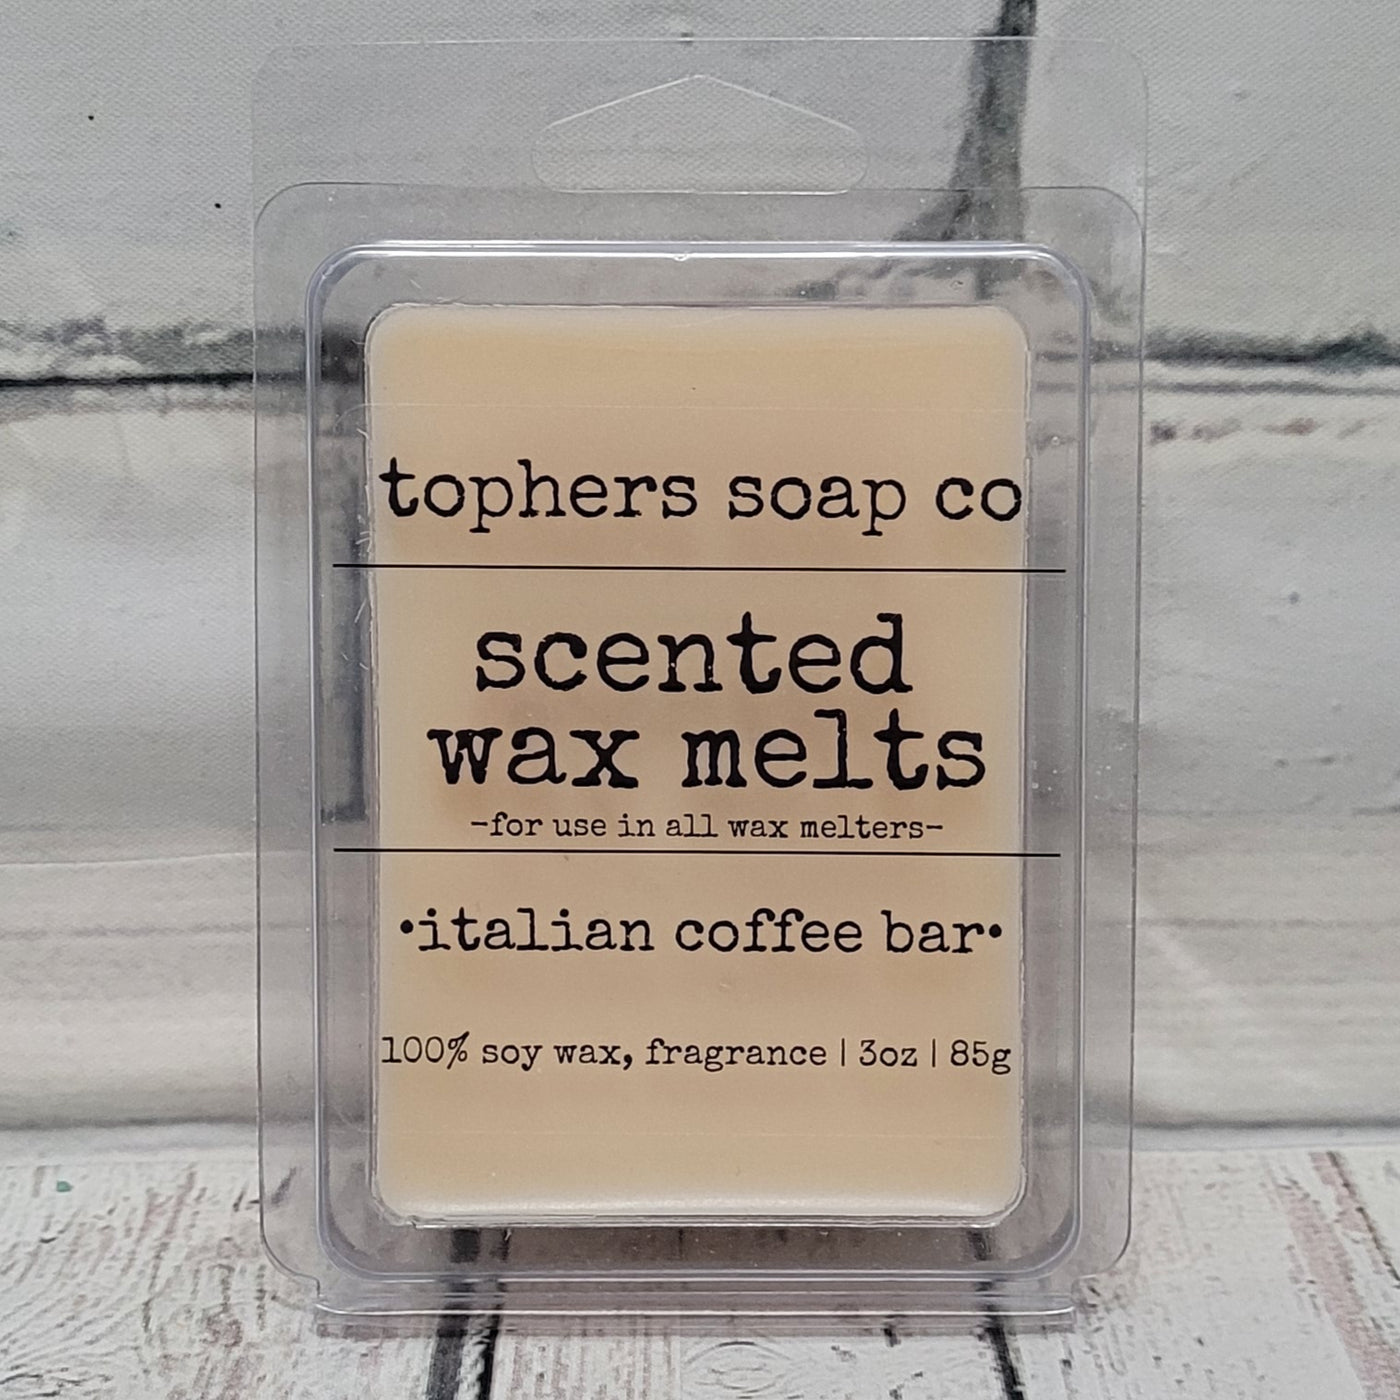 tophers soap co
scented
wax melts
-for use in all wax melters-
•italian coffee bar•
100% soy wax, fragrance | 3oz | 85g